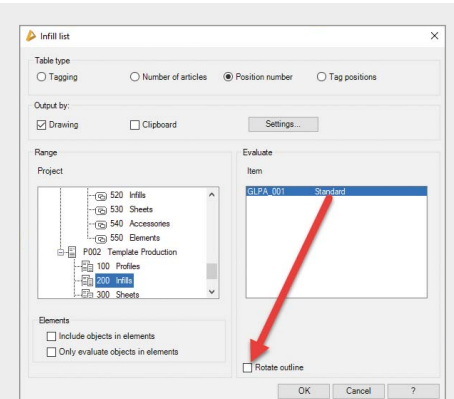 Infill list
Table type
Tagging Number of articles Position number Tag positions
Output by:
Drawing Clipboard Settings...
Range
Project
520 Infills
530 Sheets
540 Accessories
550 Elements
P002 Template Production
100 Profiles
200 Infills
300 Sheets
Elements
Include objects in elements
Only evaluate objects in elements
Evaluate
Item
GLPA_001 Standard
Rotate outline
OK Cancel ?